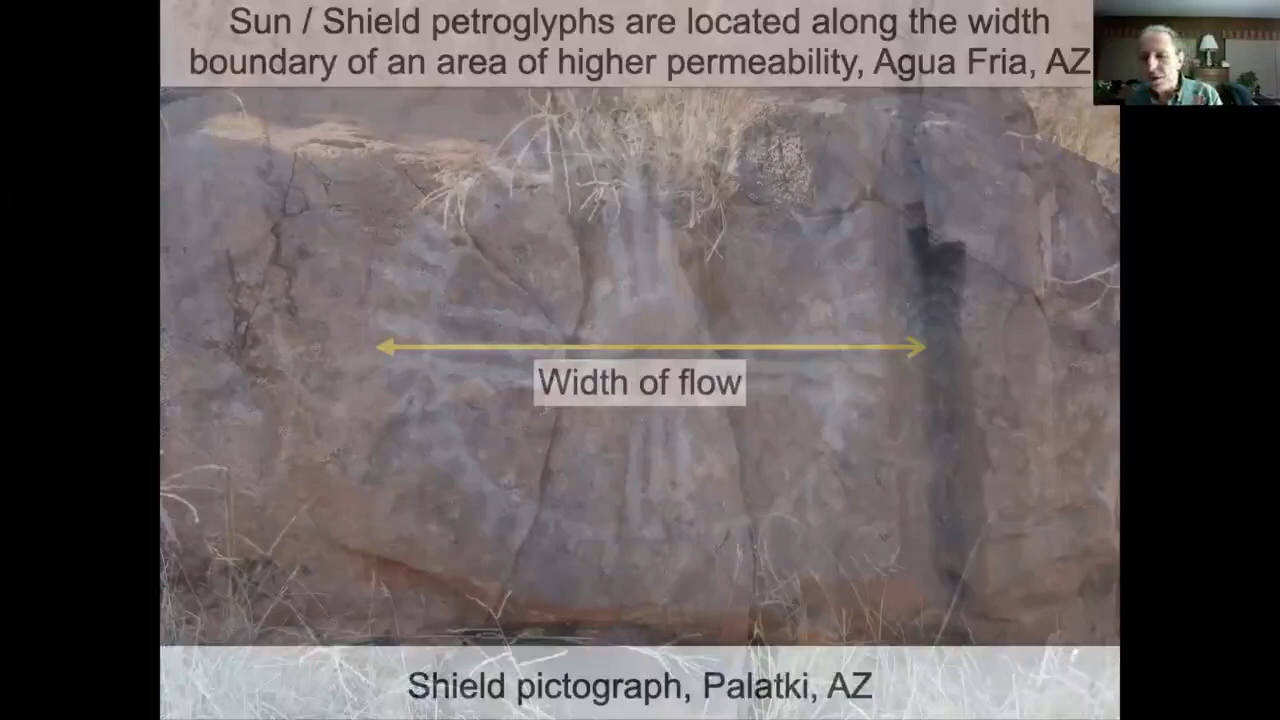 Sun / Shield petroglyphs are located along the width
boundary of an area of higher permeability, Agua Fria, AZ
Width of flow
Shield pictograph, Palatki, AZ